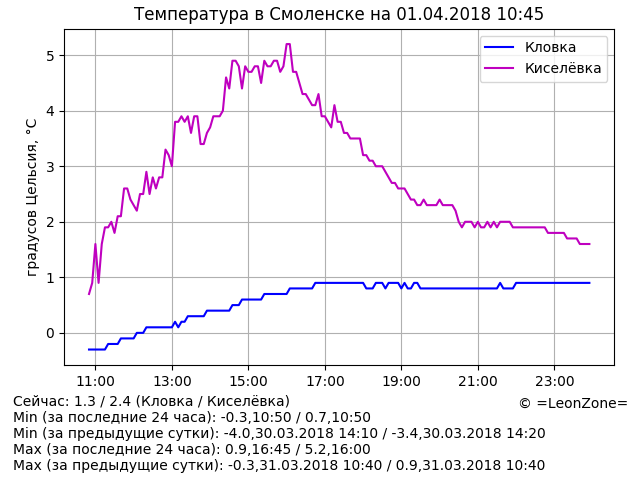 Температура в Смоленске на 01.04.2018 10:45
Кловка
Киселёвка
градусов Цельсия, °C
5
4
3
2
1
0
11:00 13:00 15:00 17:00 19:00 21:00 23:00
Сейчас: 1.3 / 2.4 (Кловка / Киселёвка)
© =LeonZone=
Min (за последние 24 часа): -0.3,10:50 / 0.7,10:50
Min (за предыдущие сутки): -4.0,30.03.2018 14:10 / -3.4,30.03.2018 14:20
Max (за последние 24 часа): 0.9,16:45 / 5.2,16:00
Max (за предыдущие сутки): -0.3,31.03.2018 10:40 / 0.9,31.03.2018 10:40